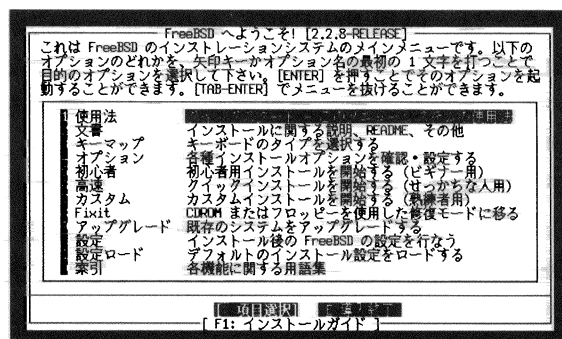 FreeBSD へようこそ! [2.2.8-RELEASE]
これは FreeBSD のインストレーションシステムのメインメニューです。以下の
オプションのどれかを、矢印キーかオプション名の最初の 1 文字を打つことで
目的のオプションを選択して下さい。[ENTER] を押すことでそのオプションを起
動することができます。[TAB-ENTER] でメニューを抜けることができます。
使用法
文書 インストールに関する説明、README、その他
キーマップ キーボードのタイプを選択する
オプション 各種インストールオプションを確認・設定する
初心者 初心者用インストールを開始する (ビギナー用)
高速 クイックインストールを開始する (せっかちな人用)
カスタム カスタムインストールを開始する (熟練者用)
Fixit CDROM またはフロッピーを使用した修復モードに移る
アップグレード 既存のシステムをアップグレードする
設定 インストール後の FreeBSD の設定を行なう
設定ロード デフォルトのインストール設定をロードする
索引 各機能に関する用語集
[ 項目選択]
[ F1: インストールガイド ]